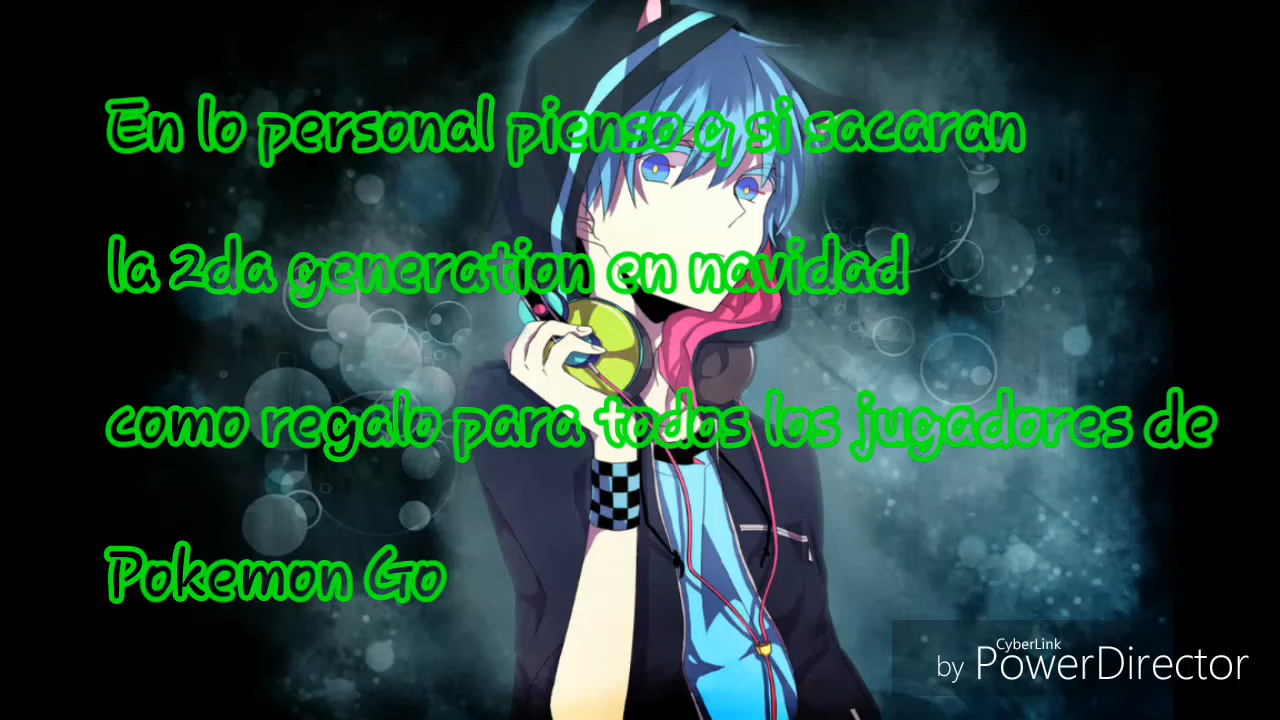 En lo personal pienso q si sacaran
la 2da generation en navidad
como regalo para todos los jugadores de
Pokemon Go
CyberLink
by PowerDirector